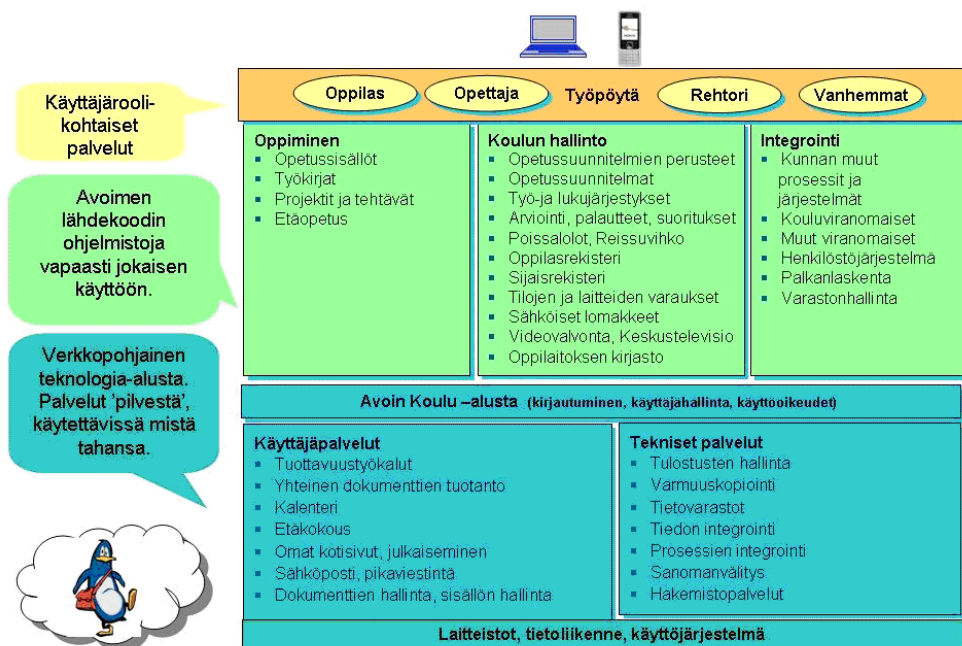 Oppilas Opettaja Työpöytä Rehtori Vanhemmat
Käyttäjärooli-
kohtaiset
palvelut
Avoimen
lähdekoodin
ohjelmistoja
vapaasti jokaisen
käyttöön.
Verkkopohjainen
teknologia-alusta.
Palvelut 'pilvestä',
käytettävissä mistä
tahansa.
Oppiminen
Opetussisällöt
Työkirjat
Projektit ja tehtävät
Etäopetus
Koulun hallinto
Opetussuunnitelmien perusteet
Opetussuunnitelmat
Työ-ja lukujärjestykset
Arviointi, palautteet, suoritukset
Poissalolot, Reissuvihko
Oppilasrekisteri
Sijaisrekisteri
Tilojen ja laitteiden varaukset
Sähköiset lomakkeet
Videovalvonta, Keskustelevisio
Oppilaitoksen kirjasto
Integrointi
Kunnan muut
prosessit ja
järjestelmät
Kouluviranomaiset
Muut viranomaiset
Henkilöstöjärjestelmä
Palkanlaskenta
Varastonhallinta
Avoin Koulu –alusta (kirjautuminen, käyttäjahallinta, käyttöoikeudet)
Käyttäjäpalvelut
Tuottavuustyökalut
Yhteinen dokumenttien tuotanto
Kalenteri
Etäkokous
Omat kotisivut, julkaiseminen
Sähköposti, pikaviestintä
Dokumenttien hallinta, sisällön hallinta
Tekniset palvelut
Tulostusten hallinta
Varmuuskopiointi
Tietovarastot
Tiedon integrointi
Prosessien integrointi
Sanomanvälitys
Hakemistopalvelut
Laitteistot, tietoliikenne, käyttöjärjestelmä